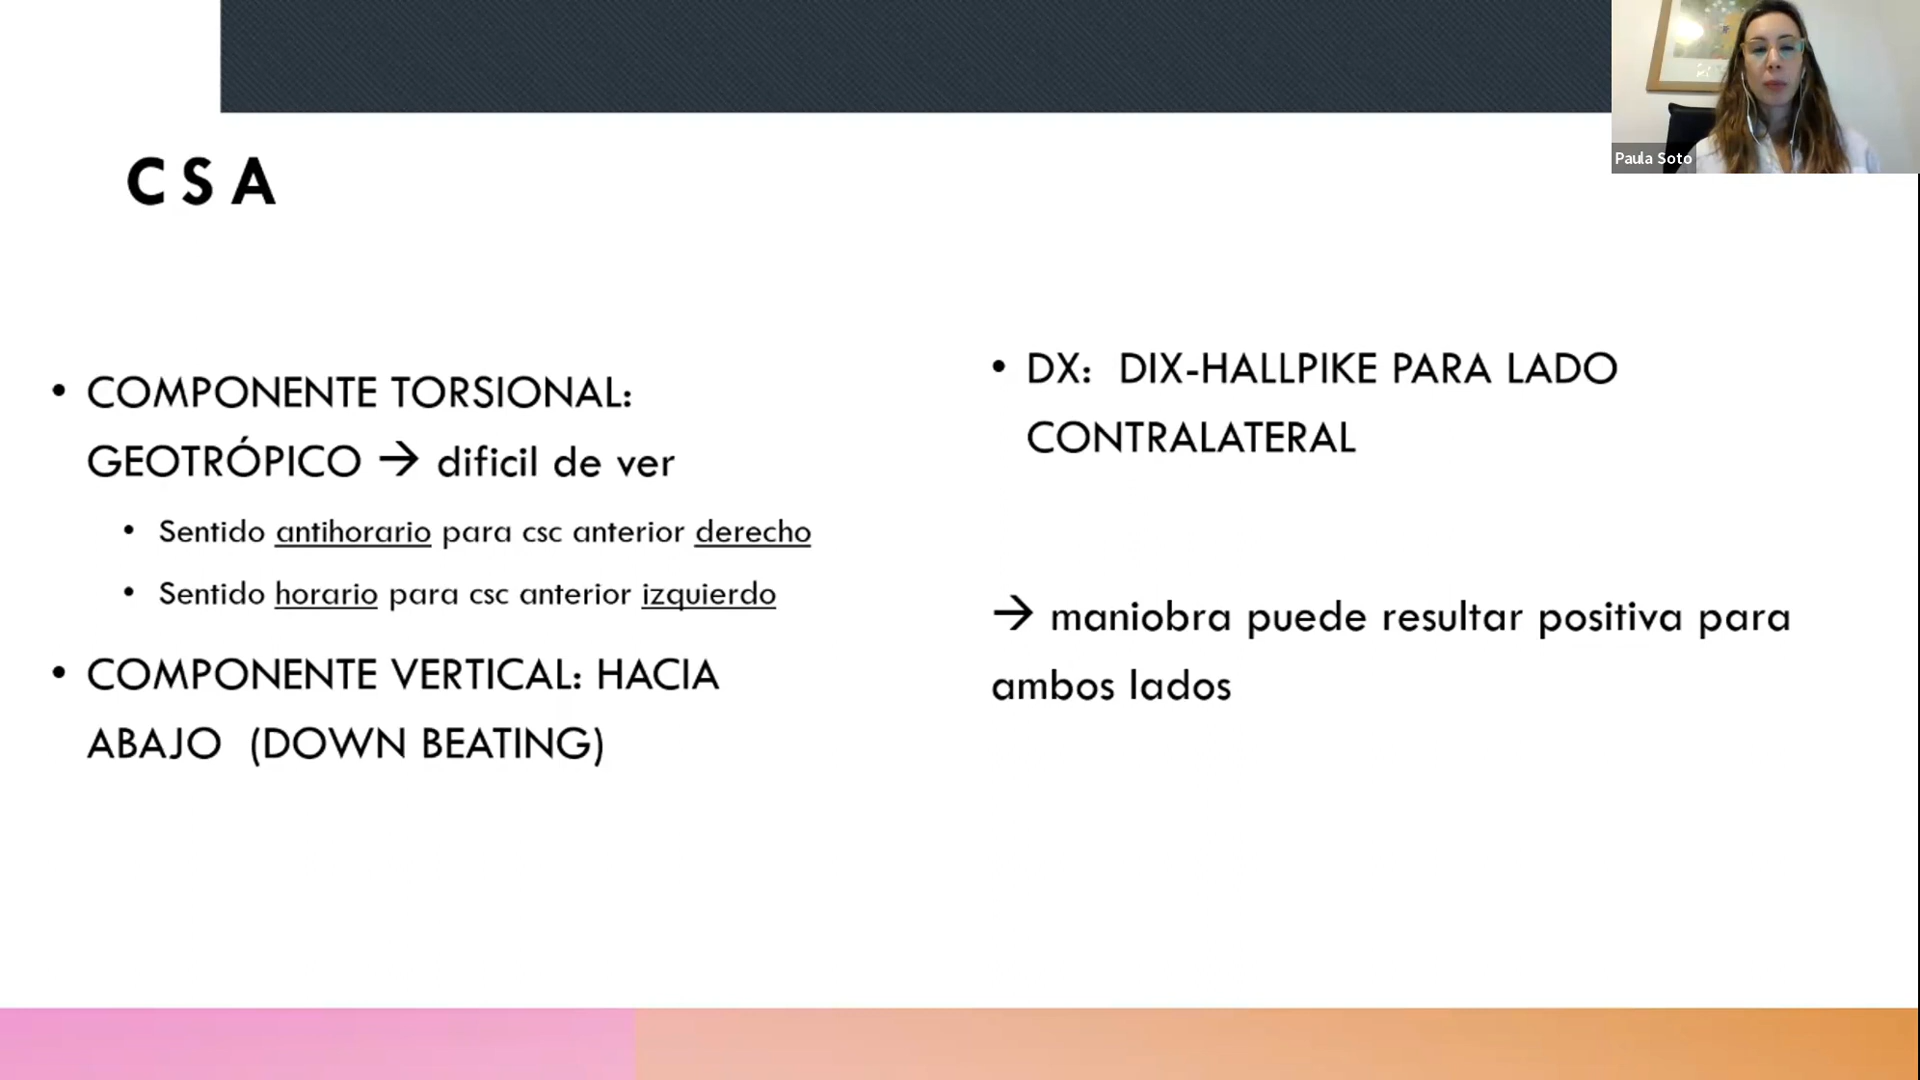 Paula Soto
CSA
• COMPONENTE TORSIONAL:
GEOTRÓPICO → dificil de ver
• Sentido antihorario para csc anterior derecho
• Sentido horario para csc anterior izquierdo
• COMPONENTE VERTICAL: HACIA
ABAJO (DOWN BEATING)
• DX: DIX-HALLPIKE PARA LADO
CONTRALATERAL
→ maniobra puede resultar positiva para
ambos lados